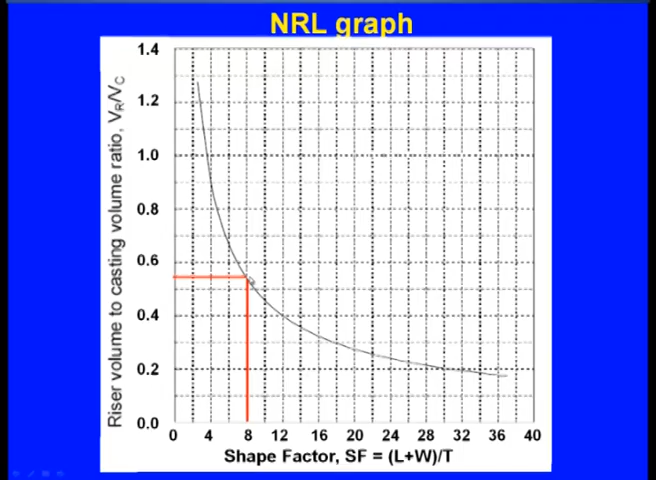 NRL graph
Riser volume to casting volume ratio, VR/VC
1.4
1.2
1.0
0.8
0.6
0.4
0.2
0.0
0 4 8 12 16 20 24 28 32 36 40
Shape Factor, SF = (L+W)/T